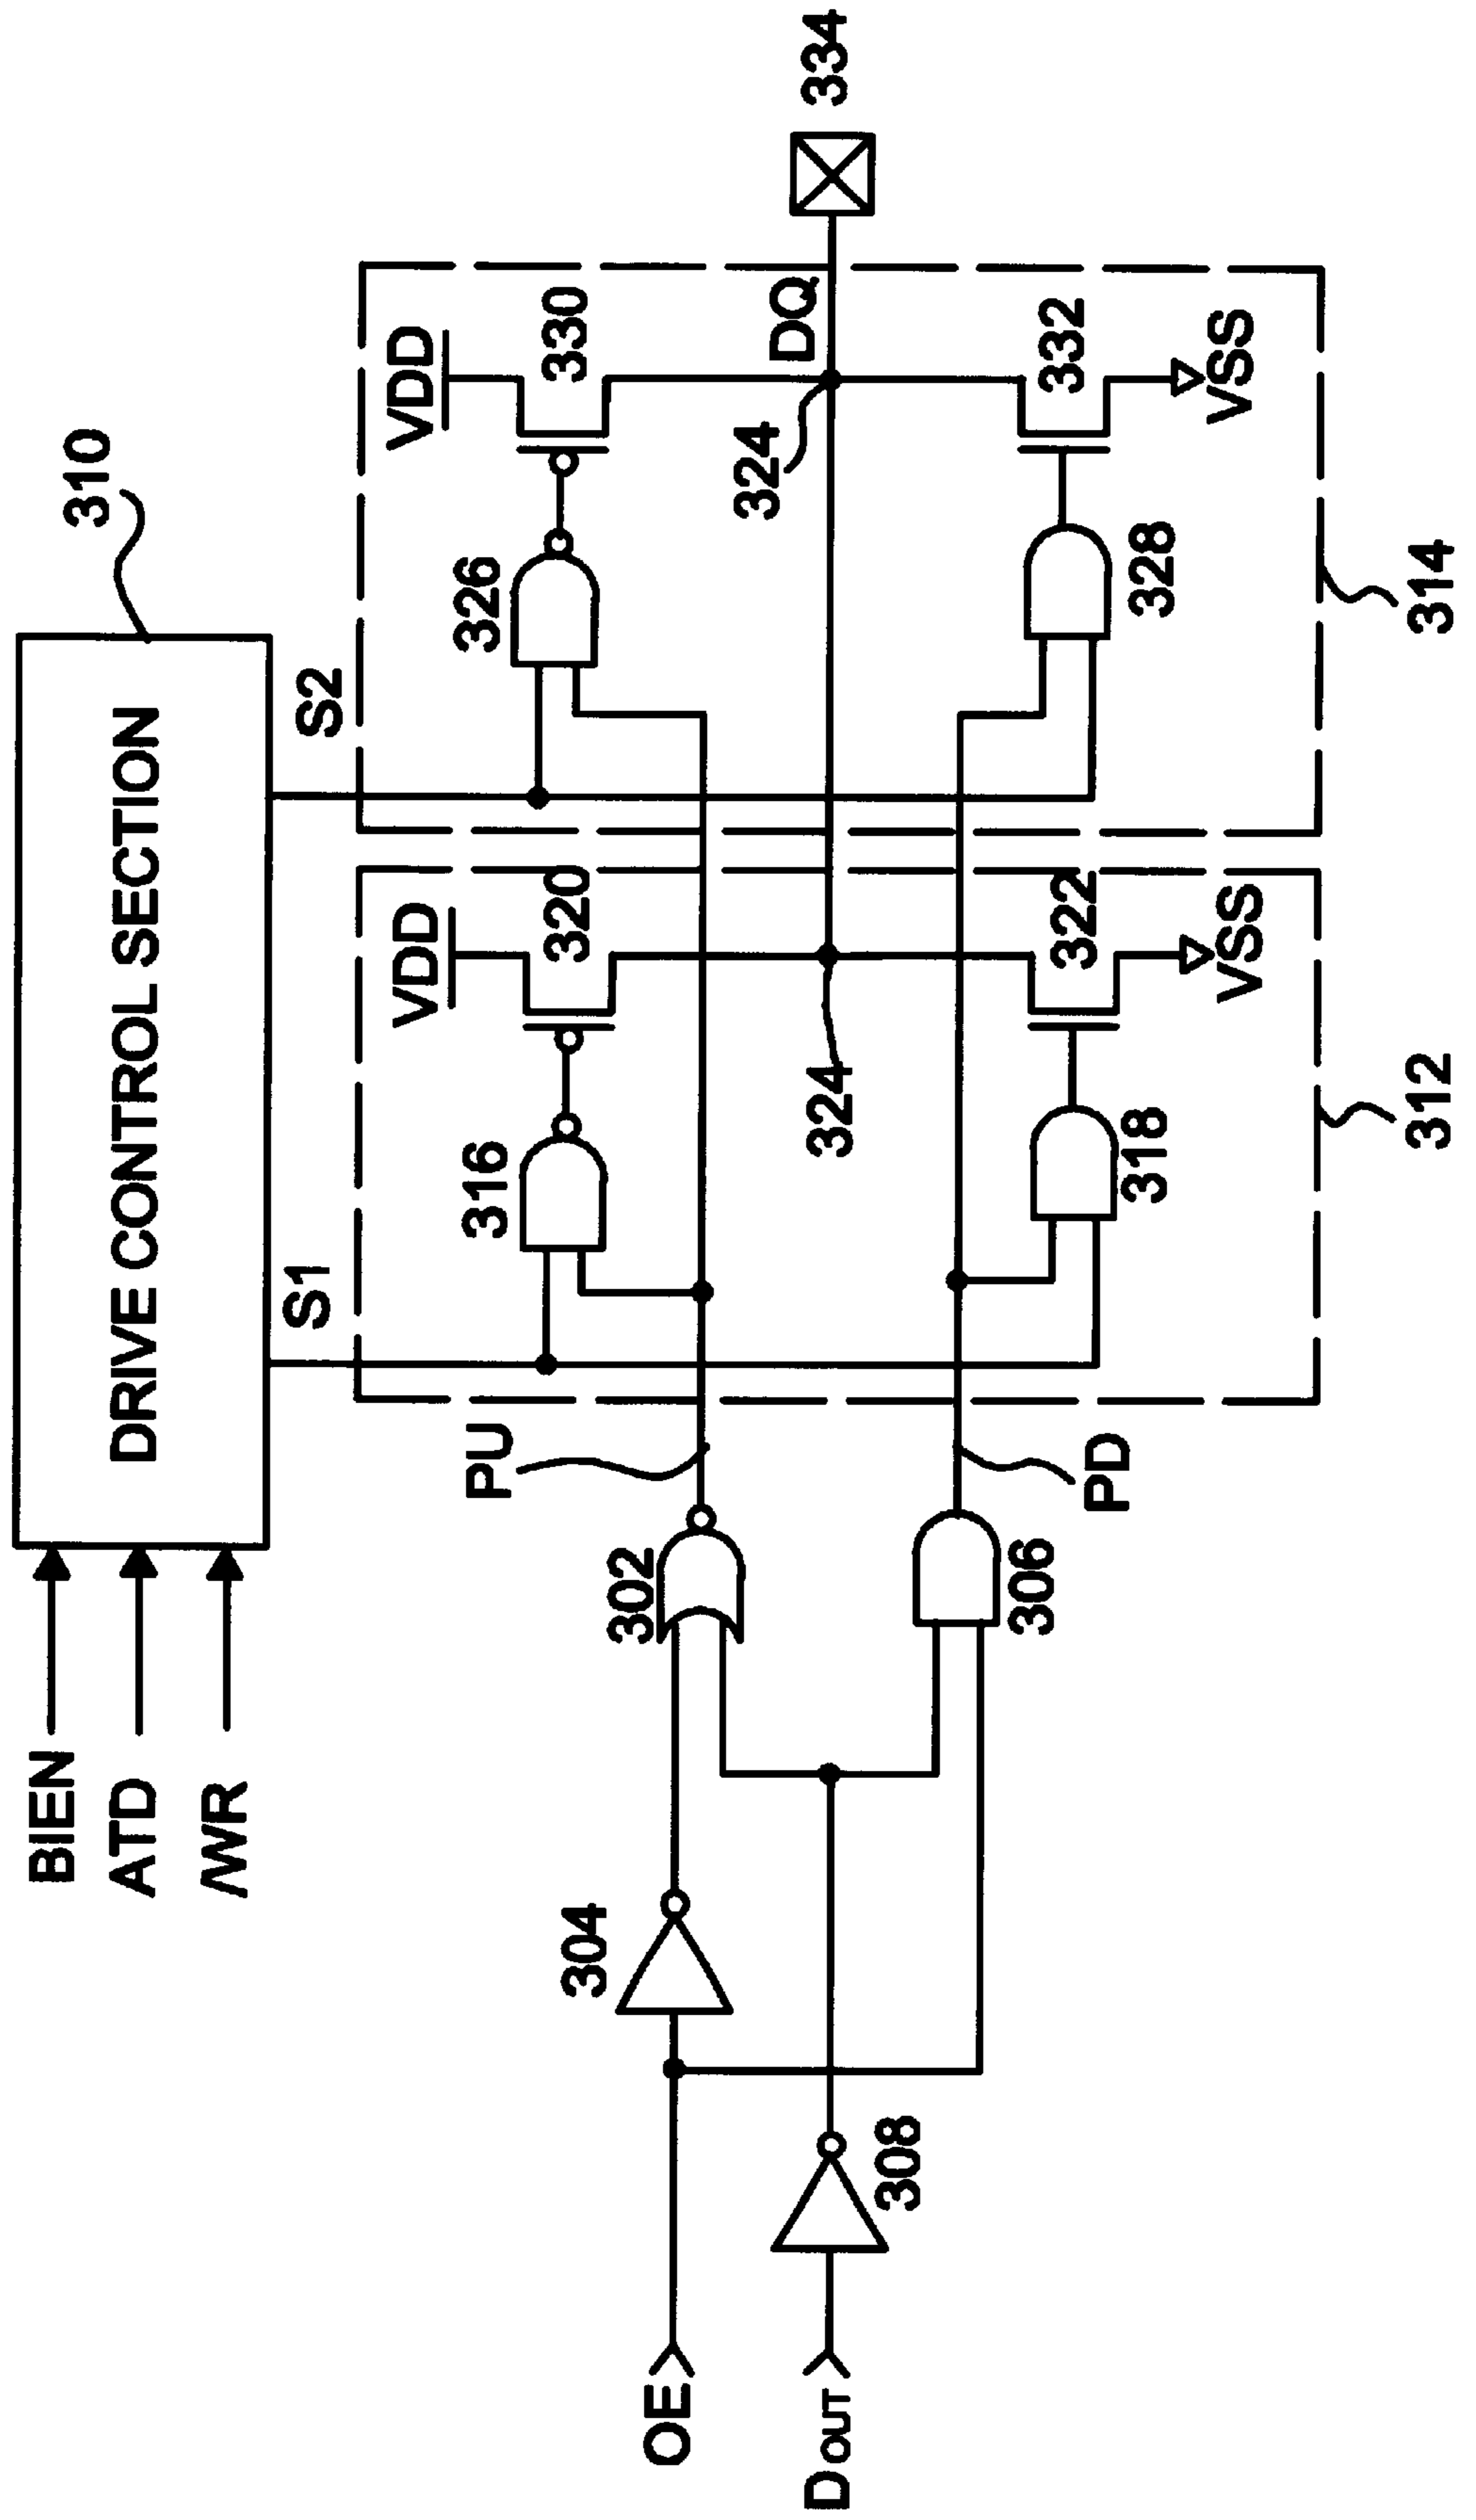 310
BIEN
ATD
/WR
DRIVE CONTROL SECTION
S1
S2
VDD
VDD
316
320
326
330
PU
302
304
OE
324
324
DQ
334
DOUT
308
306
PD
318
322
328
332
VSS
VSS
312
314